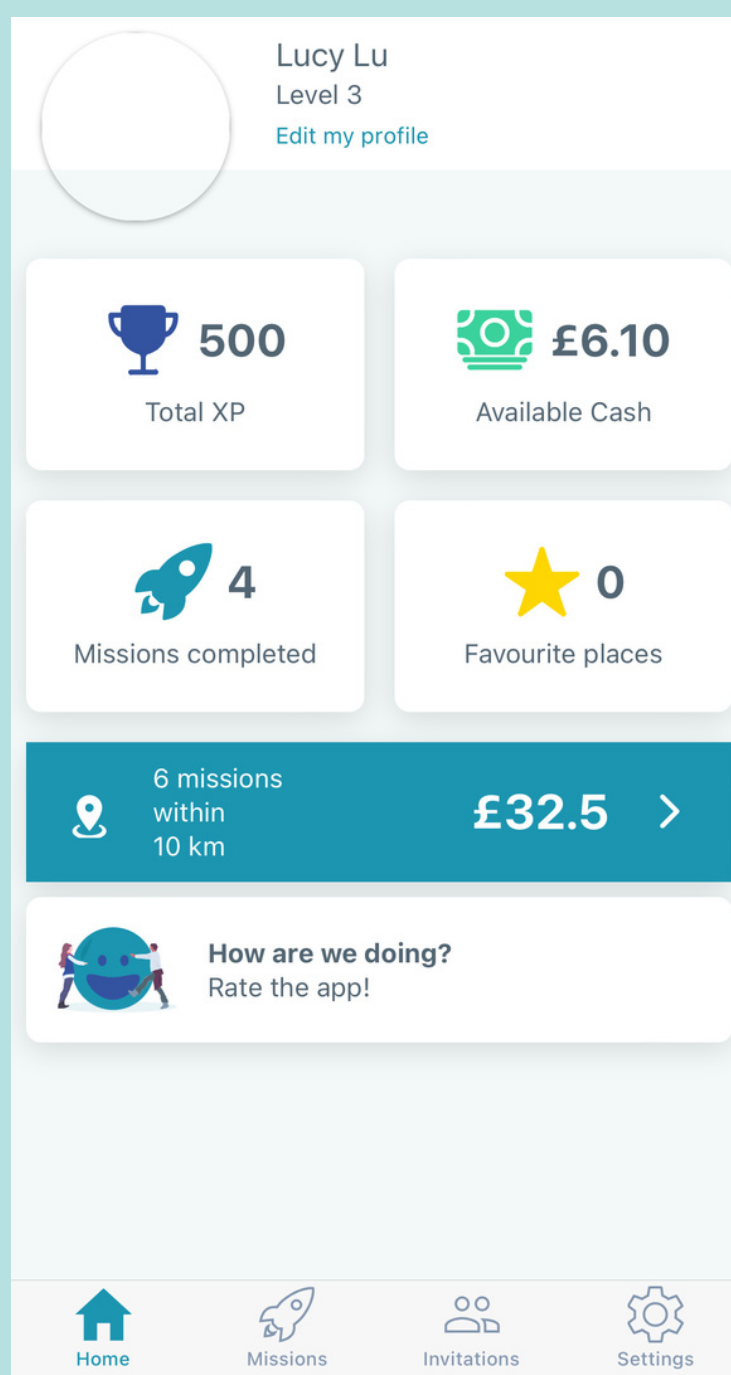 Lucy Lu
Level 3
Edit my profile
500
Total XP
£6.10
Available Cash
4
Missions completed
0
Favourite places
6 missions
within
10 km
£32.5
How are we doing?
Rate the app!
Home
Missions
Invitations
Settings